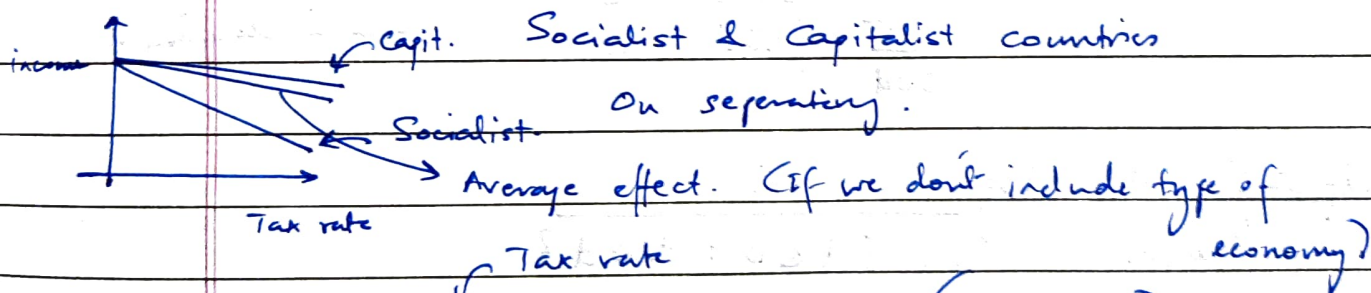 Capit. Socialist & Capitalist countries
income
On seperating.
Socialist.
Average effect. (If we don't include type of
economy)
Tax rate
Tax rate